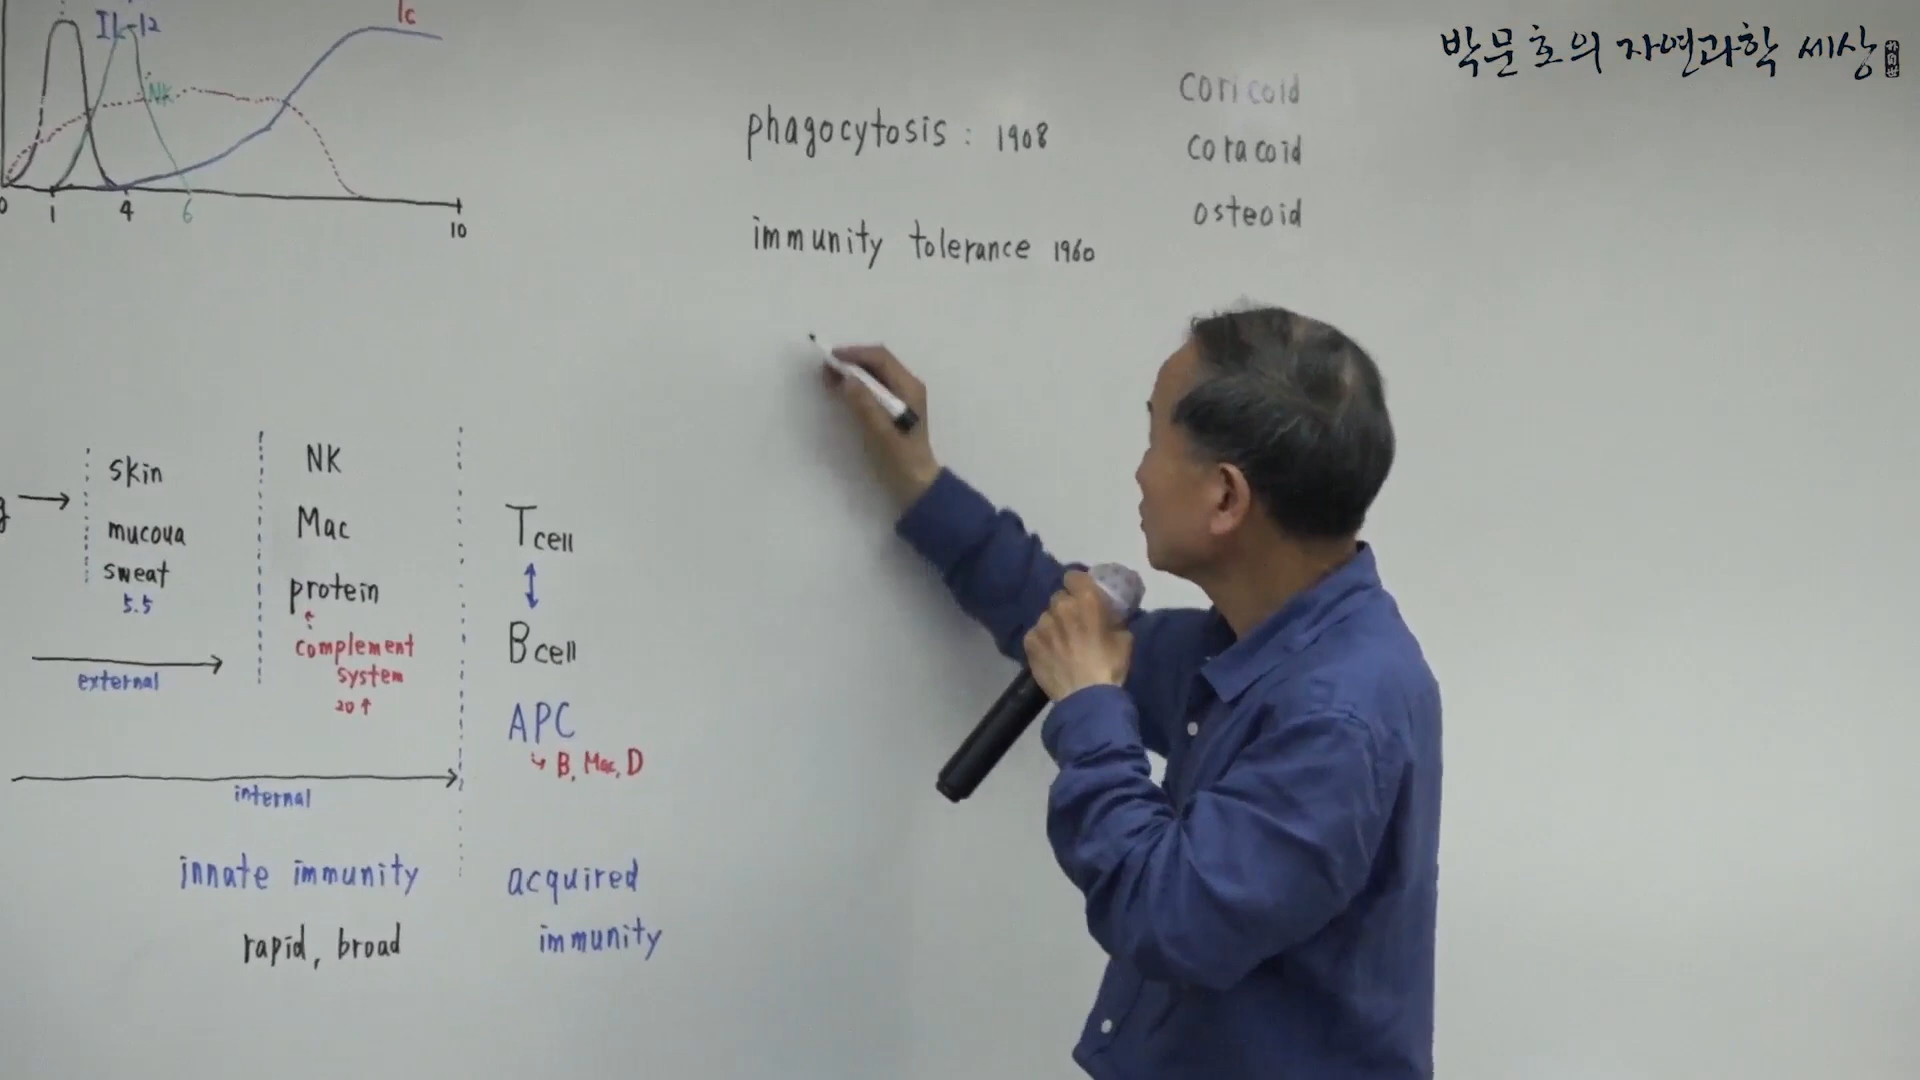 Tc
IL-12
NK
0 1 4 6 10
박문호의 자연과학 세상
phagocytosis : 1908
immunity tolerance 1960
coricoid
coracoid
osteoid
skin
mucoua
sweat
5.5
external
internal
NK
Mac
protein
complement
system
20↑
T cell
B cell
APC
B, Mac, D
innate immunity
rapid, broad
acquired
immunity